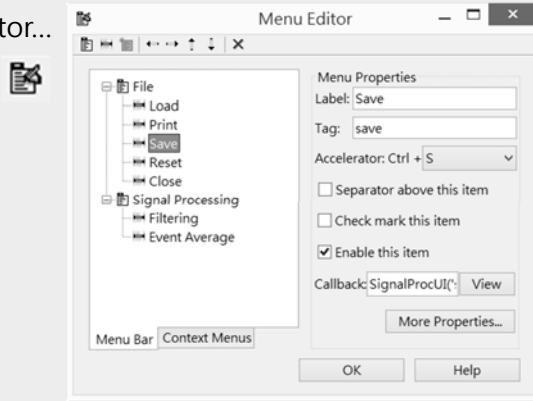 tor...
Menu Editor
File
Load
Print
Save
Reset
Close
Signal Processing
Filtering
Event Average
Menu Bar
Context Menus
Menu Properties
Label: Save
Tag: save
Accelerator: Ctrl + S
Separator above this item
Check mark this item
Enable this item
Callback: SignalProcUI(': View
More Properties...
OK
Help